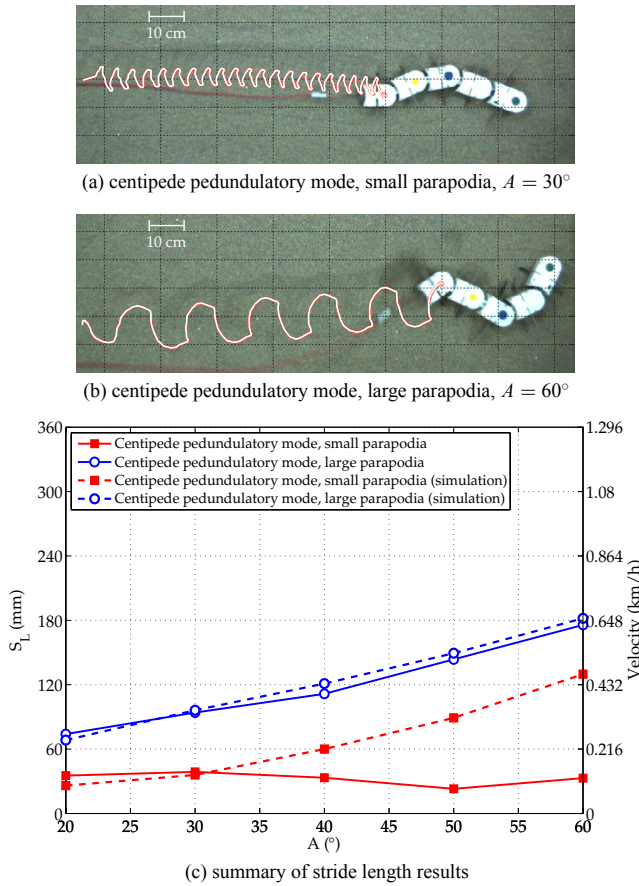 10 cm
(a) centipede pedundulatory mode, small parapodia, A = 30°
10 cm
(b) centipede pedundulatory mode, large parapodia, A = 60°
Centipede pedundulatory mode, small parapodia
Centipede pedundulatory mode, large parapodia
Centipede pedundulatory mode, small parapodia (simulation)
Centipede pedundulatory mode, large parapodia (simulation)
360
300
240
180
120
60
0
S_L (mm)
1.296
1.08
0.864
0.648
0.432
0.216
0
Velocity (km/h)
20 25 30 35 40 45 50 55 60
A (°)
(c) summary of stride length results